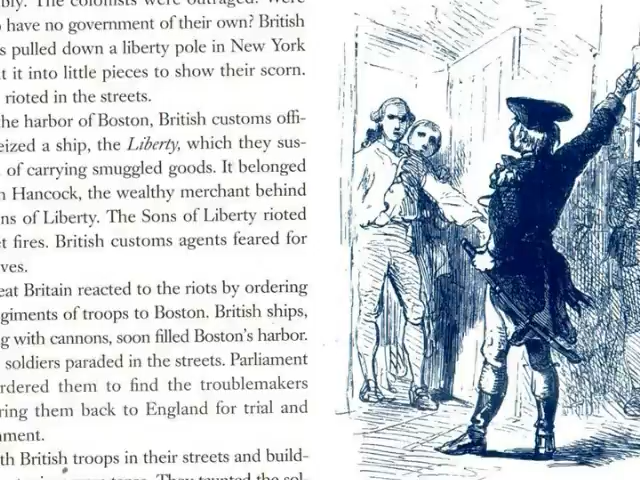 bly. The colonists were outraged. Were
have no government of their own? British
s pulled down a liberty pole in New York
t it into little pieces to show their scorn.
rioted in the streets.
the harbor of Boston, British customs offi-
eized a ship, the Liberty, which they sus-
of carrying smuggled goods. It belonged
n Hancock, the wealthy merchant behind
ns of Liberty. The Sons of Liberty rioted
et fires. British customs agents feared for
ves.
eat Britain reacted to the riots by ordering
giments of troops to Boston. British ships,
g with cannons, soon filled Boston's harbor.
soldiers paraded in the streets. Parliament
rdered them to find the troublemakers
ring them back to England for trial and
hment.
th British troops in their streets and build-
They taunted the sol-